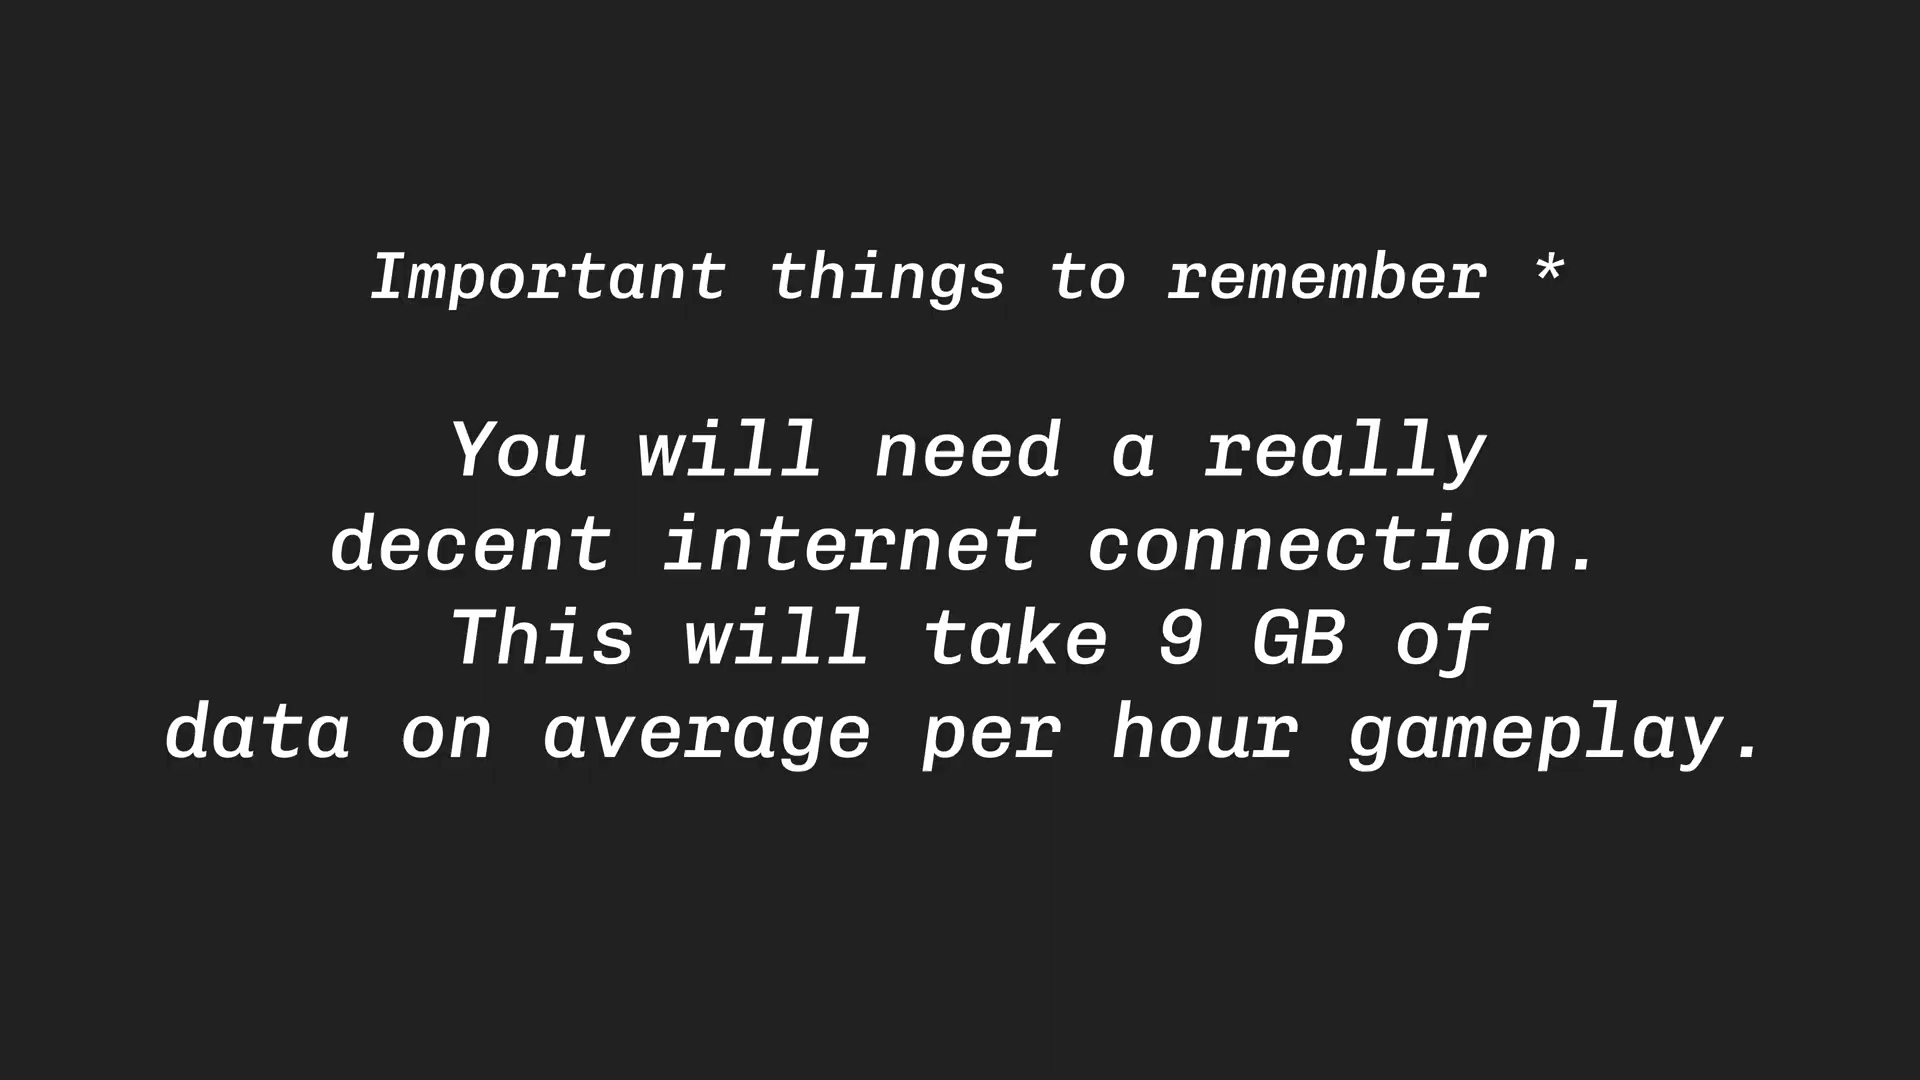 Important things to remember *
You will need a really
decent internet connection.
This will take 9 GB of
data on average per hour gameplay.